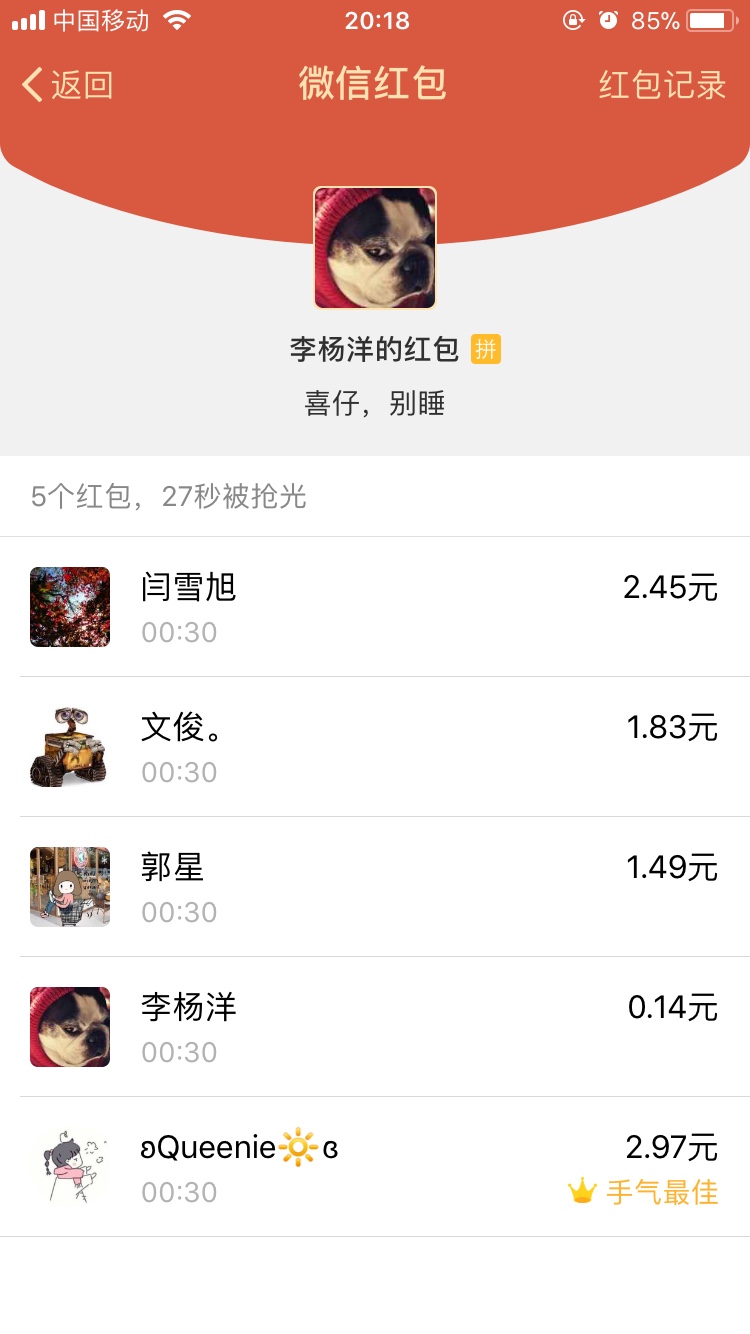 中国移动 20:18 85%
返回 微信红包 红包记录
李杨洋的红包 拼
喜仔，别睡
5个红包，27秒被抢光
闫雪旭 2.45元
00:30
文俊。 1.83元
00:30
郭星 1.49元
00:30
李杨洋 0.14元
00:30
ʚQueenie🔆ɞ 2.97元
00:30 手气最佳